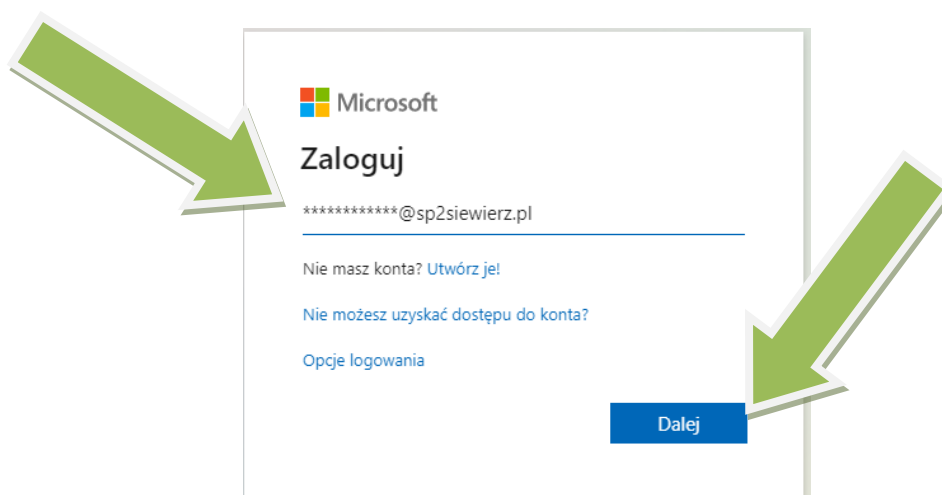 Microsoft
Zaloguj
************@sp2siewierz.pl
Nie masz konta? Utwórz je!
Nie możesz uzyskać dostępu do konta?
Opcje logowania
Dalej